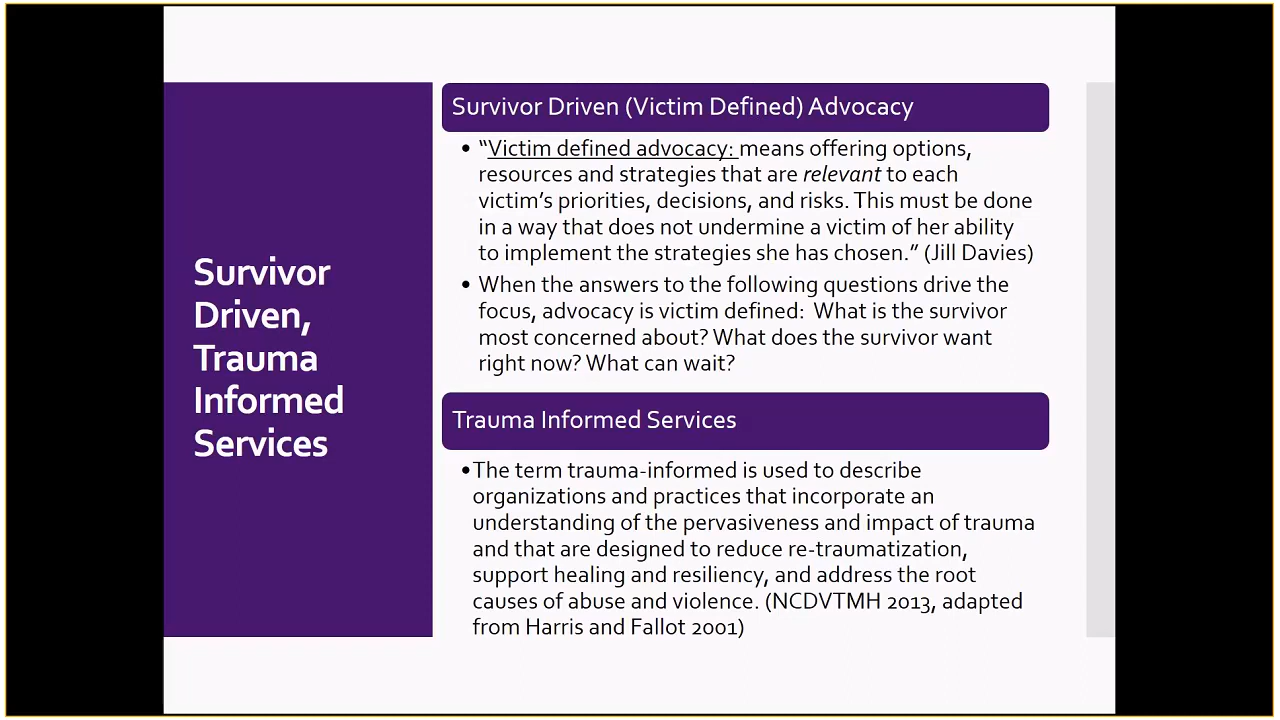 Survivor
Driven,
Trauma
Informed
Services
Survivor Driven (Victim Defined) Advocacy
• “Victim defined advocacy: means offering options,
resources and strategies that are relevant to each
victim’s priorities, decisions, and risks. This must be done
in a way that does not undermine a victim of her ability
to implement the strategies she has chosen.” (Jill Davies)
• When the answers to the following questions drive the
focus, advocacy is victim defined: What is the survivor
most concerned about? What does the survivor want
right now? What can wait?
Trauma Informed Services
•The term trauma-informed is used to describe
organizations and practices that incorporate an
understanding of the pervasiveness and impact of trauma
and that are designed to reduce re-traumatization,
support healing and resiliency, and address the root
causes of abuse and violence. (NCDVTMH 2013, adapted
from Harris and Fallot 2001)